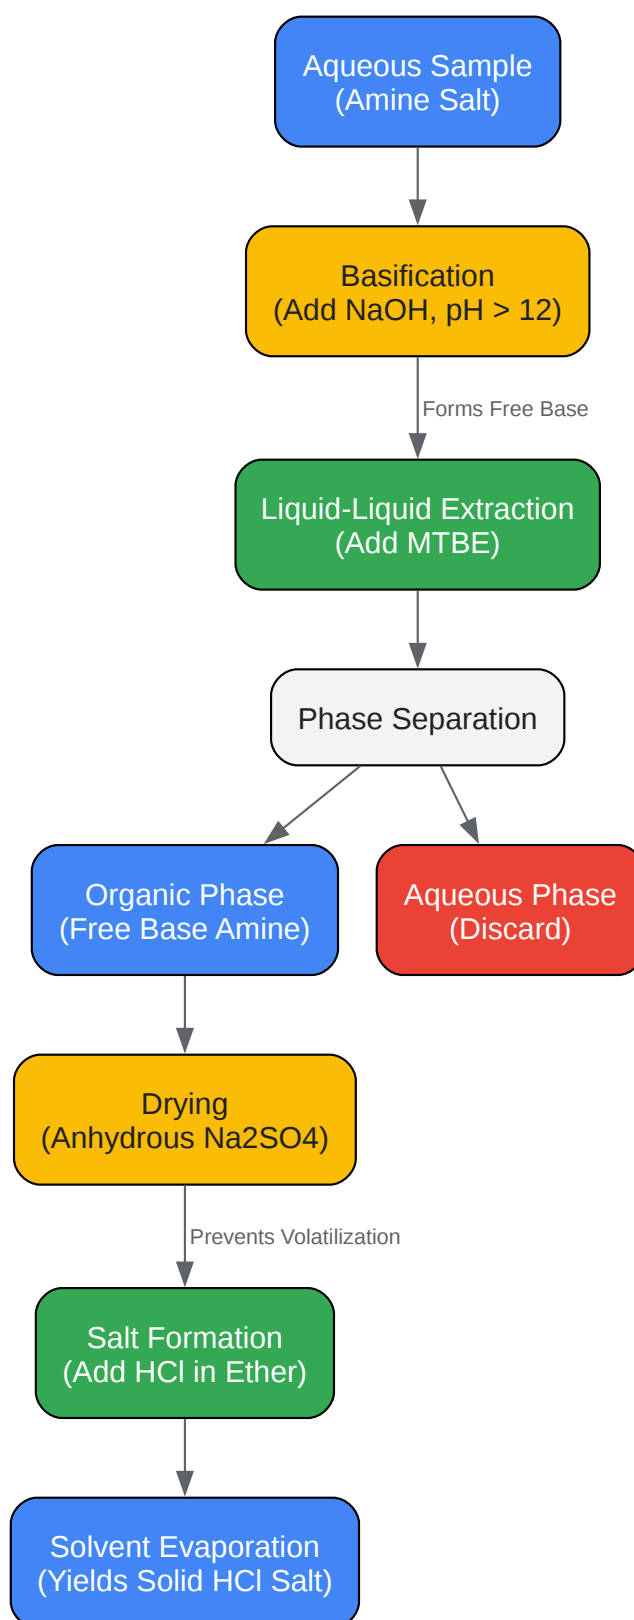 Aqueous Sample
(Amine Salt)
Basification
(Add NaOH, pH > 12)
Forms Free Base
Liquid-Liquid Extraction
(Add MTBE)
Phase Separation
Organic Phase
(Free Base Amine)
Aqueous Phase
(Discard)
Drying
(Anhydrous Na2SO4)
Prevents Volatilization
Salt Formation
(Add HCl in Ether)
Solvent Evaporation
(Yields Solid HCl Salt)